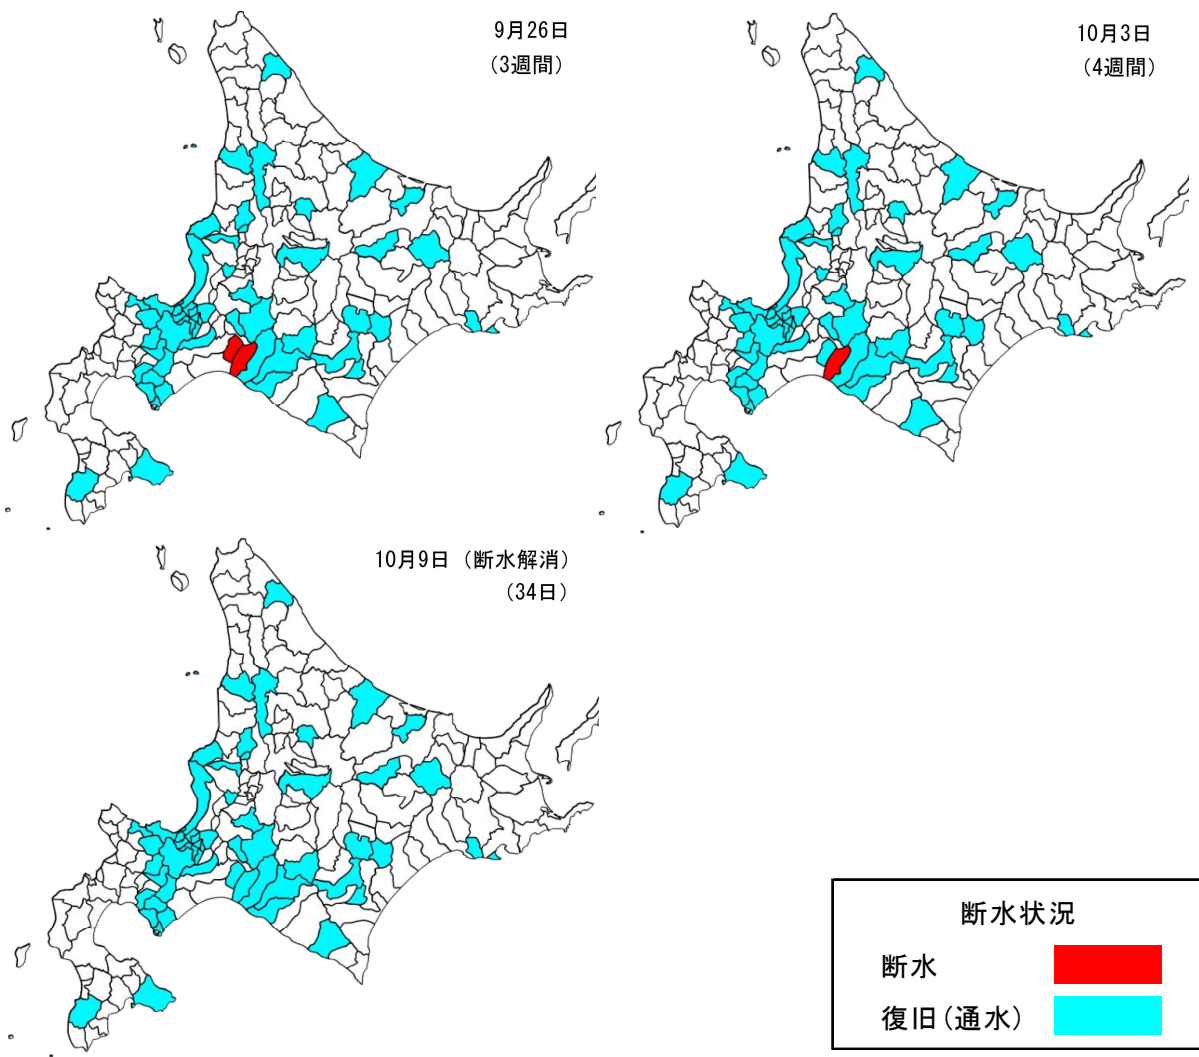 9月26日
（3週間）
10月3日
（4週間）
10月9日（断水解消）
（34日）
断水状況
断水
復旧（通水）